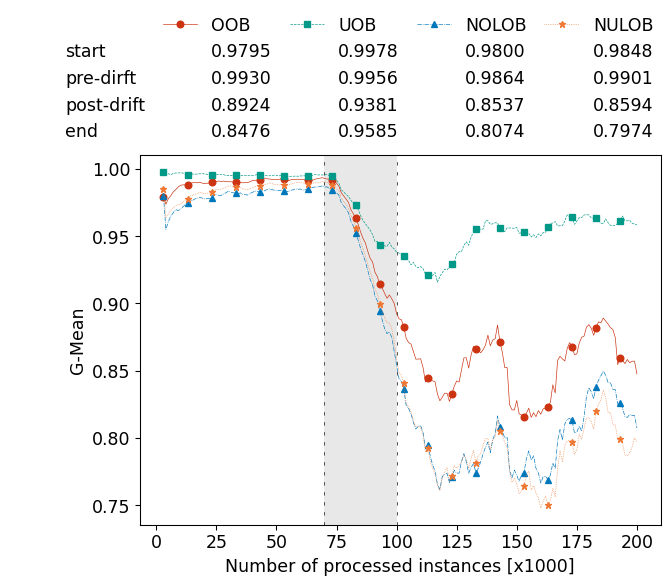 OOB UOB NOLOB NULOB
start 0.9795 0.9978 0.9800 0.9848
pre-dirft 0.9930 0.9956 0.9864 0.9901
post-drift 0.8924 0.9381 0.8537 0.8594
end 0.8476 0.9585 0.8074 0.7974
1.00
0.95
0.90
0.85
0.80
0.75
G-Mean
0 25 50 75 100 125 150 175 200
Number of processed instances [x1000]